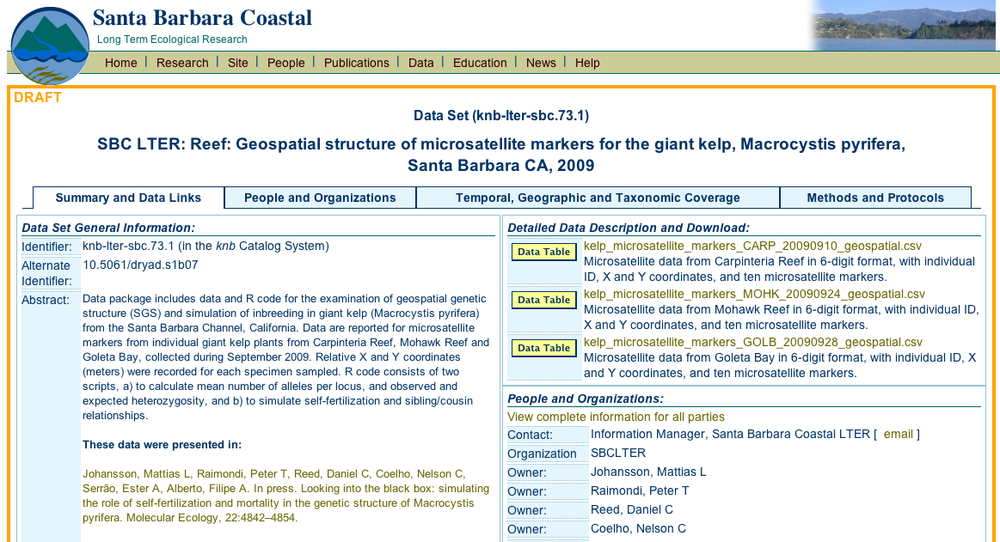 Santa Barbara Coastal
Long Term Ecological Research
Home | Research | Site | People | Publications | Data | Education | News | Help
DRAFT
Data Set (knb-lter-sbc.73.1)
SBC LTER: Reef: Geospatial structure of microsatellite markers for the giant kelp, Macrocystis pyrifera,
Santa Barbara CA, 2009
Summary and Data Links
People and Organizations
Temporal, Geographic and Taxonomic Coverage
Methods and Protocols
Data Set General Information:
Identifier: knb-lter-sbc.73.1 (in the knb Catalog System)
Alternate Identifier: 10.5061/dryad.s1b07
Abstract: Data package includes data and R code for the examination of geospatial genetic
structure (SGS) and simulation of inbreeding in giant kelp (Macrocystis pyrifera)
from the Santa Barbara Channel, California. Data are reported for microsatellite
markers from individual giant kelp plants from Carpinteria Reef, Mohawk Reef and
Goleta Bay, collected during September 2009. Relative X and Y coordinates
(meters) were recorded for each specimen sampled. R code consists of two
scripts, a) to calculate mean number of alleles per locus, and observed and
expected heterozygosity, and b) to simulate self-fertilization and sibling/cousin
relationships.
These data were presented in:
Johansson, Mattias L, Raimondi, Peter T, Reed, Daniel C, Coelho, Nelson C,
Serrão, Ester A, Alberto, Filipe A. In press. Looking into the black box: simulating
the role of self-fertilization and mortality in the genetic structure of Macrocystis
pyrifera. Molecular Ecology, 22:4842–4854.
Detailed Data Description and Download:
Data Table kelp_microsatellite_markers_CARP_20090910_geospatial.csv
Microsatellite data from Carpinteria Reef in 6-digit format, with individual
ID, X and Y coordinates, and ten microsatellite markers.
Data Table kelp_microsatellite_markers_MOHK_20090924_geospatial.csv
Microsatellite data from Mohawk Reef in 6-digit format, with individual ID,
X and Y coordinates, and ten microsatellite markers.
Data Table kelp_microsatellite_markers_GOLB_20090928_geospatial.csv
Microsatellite data from Goleta Bay in 6-digit format, with individual ID, X
and Y coordinates, and ten microsatellite markers.
People and Organizations:
View complete information for all parties
Contact: Information Manager, Santa Barbara Coastal LTER [ email ]
Organization SBCLTER
Owner: Johansson, Mattias L
Owner: Raimondi, Peter T
Owner: Reed, Daniel C
Owner: Coelho, Nelson C